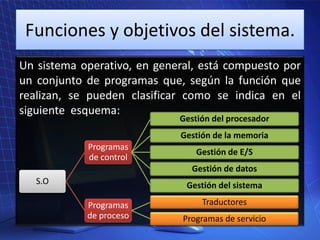 Funciones y objetivos del sistema.
Un sistema operativo, en general, está compuesto por
un conjunto de programas que, según la función que
realizan, se pueden clasificar como se indica en el
siguiente esquema:
S.O
Programas
de control
Gestión del procesador
Gestión de la memoria
Gestión de E/S
Gestión de datos
Gestión del sistema
Programas
de proceso
Traductores
Programas de servicio